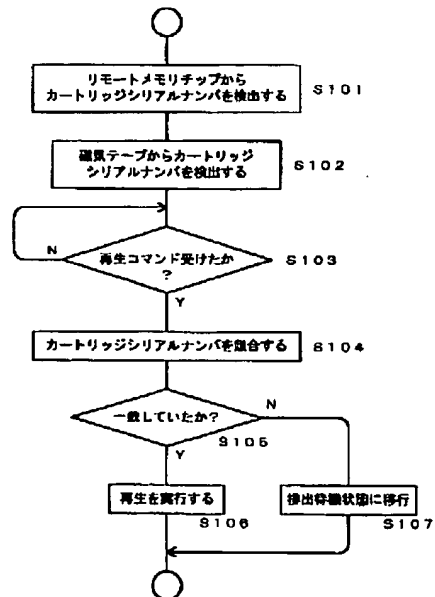 リモートメモリチップから
カートリッジシリアルナンバを検出する
S101
磁気テープからカートリッジ
シリアルナンバを検出する
S102
N
再生コマンド受けたか
?
S103
Y
カートリッジシリアルナンバを照合する
S104
一致していたか?
N
S105
Y
再生を実行する
S106
排出待機状態に移行
S107